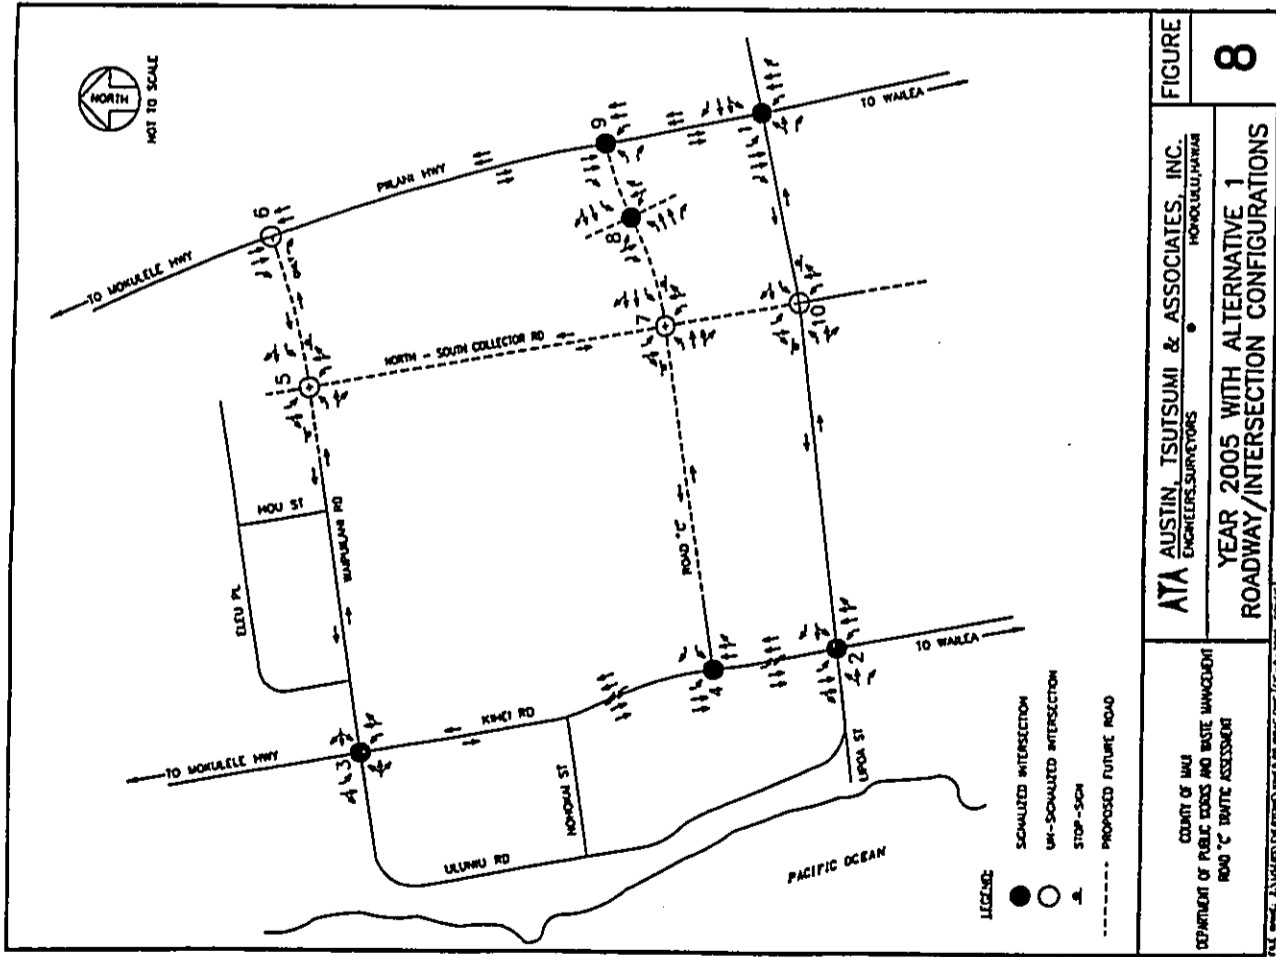 NORTH
NOT TO SCALE
TO MOKULELE HWY
6
PIILANI HWY
9
8
1
TO WAILEA
5
7
10
NORTH - SOUTH COLLECTOR RD
HOU ST
ELEU PL
WAIPUILANI RD
ROAD "C"
TO MOKULELE HWY
3
KIHEI RD
4
2
TO WAILEA
NOHOKAI ST
ULUNIU RD
LIPOA ST
PACIFIC OCEAN
LEGEND:
SIGNALIZED INTERSECTION
UN-SIGNALIZED INTERSECTION
STOP-SIGN
PROPOSED FUTURE ROAD
COUNTY OF MAUI
DEPARTMENT OF PUBLIC WORKS AND WASTE MANAGEMENT
ROAD "C" TRAFFIC ASSESSMENT
ATA AUSTIN, TSUTSUMI & ASSOCIATES, INC.
ENGINEERS,SURVEYORS • HONOLULU,HAWAII
YEAR 2005 WITH ALTERNATIVE 1
ROADWAY/INTERSECTION CONFIGURATIONS
FIGURE
8